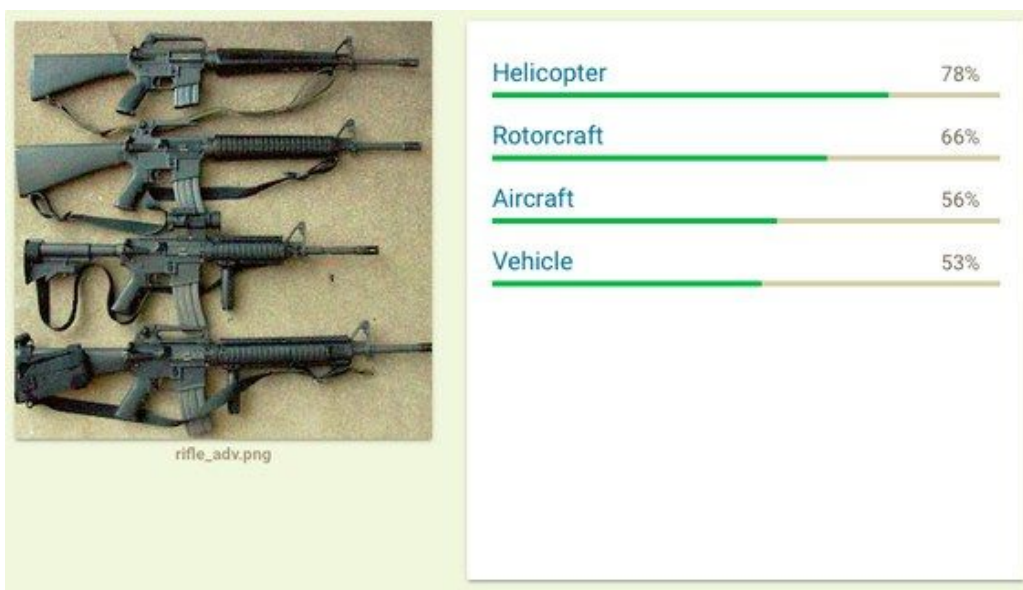 Helicopter 78%
Rotorcraft 66%
Aircraft 56%
Vehicle 53%
rifle_adv.png